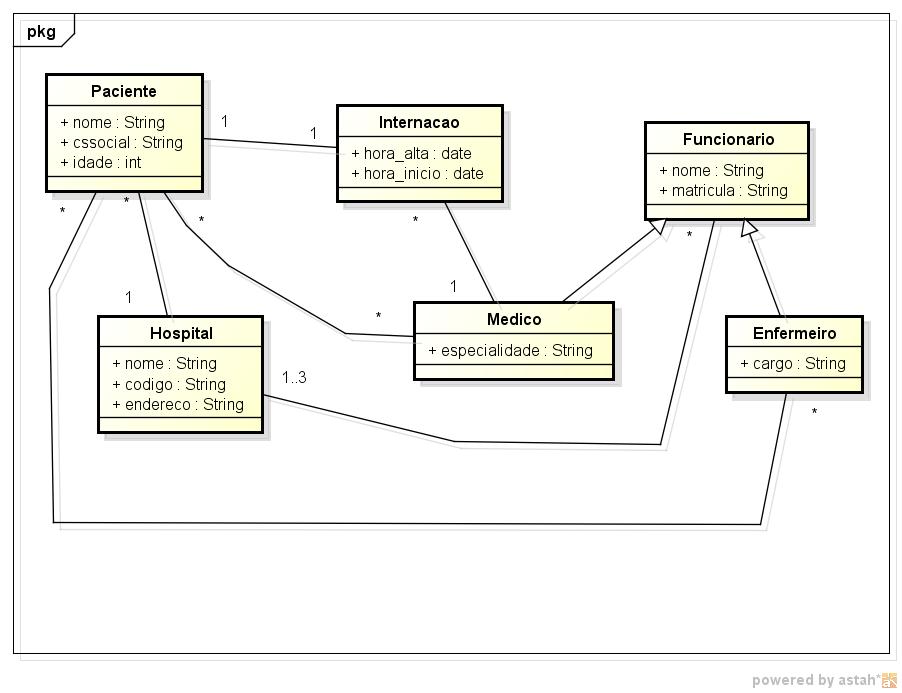 pkg
Paciente
+ nome : String
+ cssocial : String
+ idade : int
1
1
Internacao
+ hora_alta : date
+ hora_inicio : date
Funcionario
+ nome : String
+ matricula : String
*
*
*
*
*
1
1
*
Hospital
+ nome : String
+ codigo : String
+ endereco : String
1..3
Medico
+ especialidade : String
Enfermeiro
+ cargo : String
*
powered by astah*